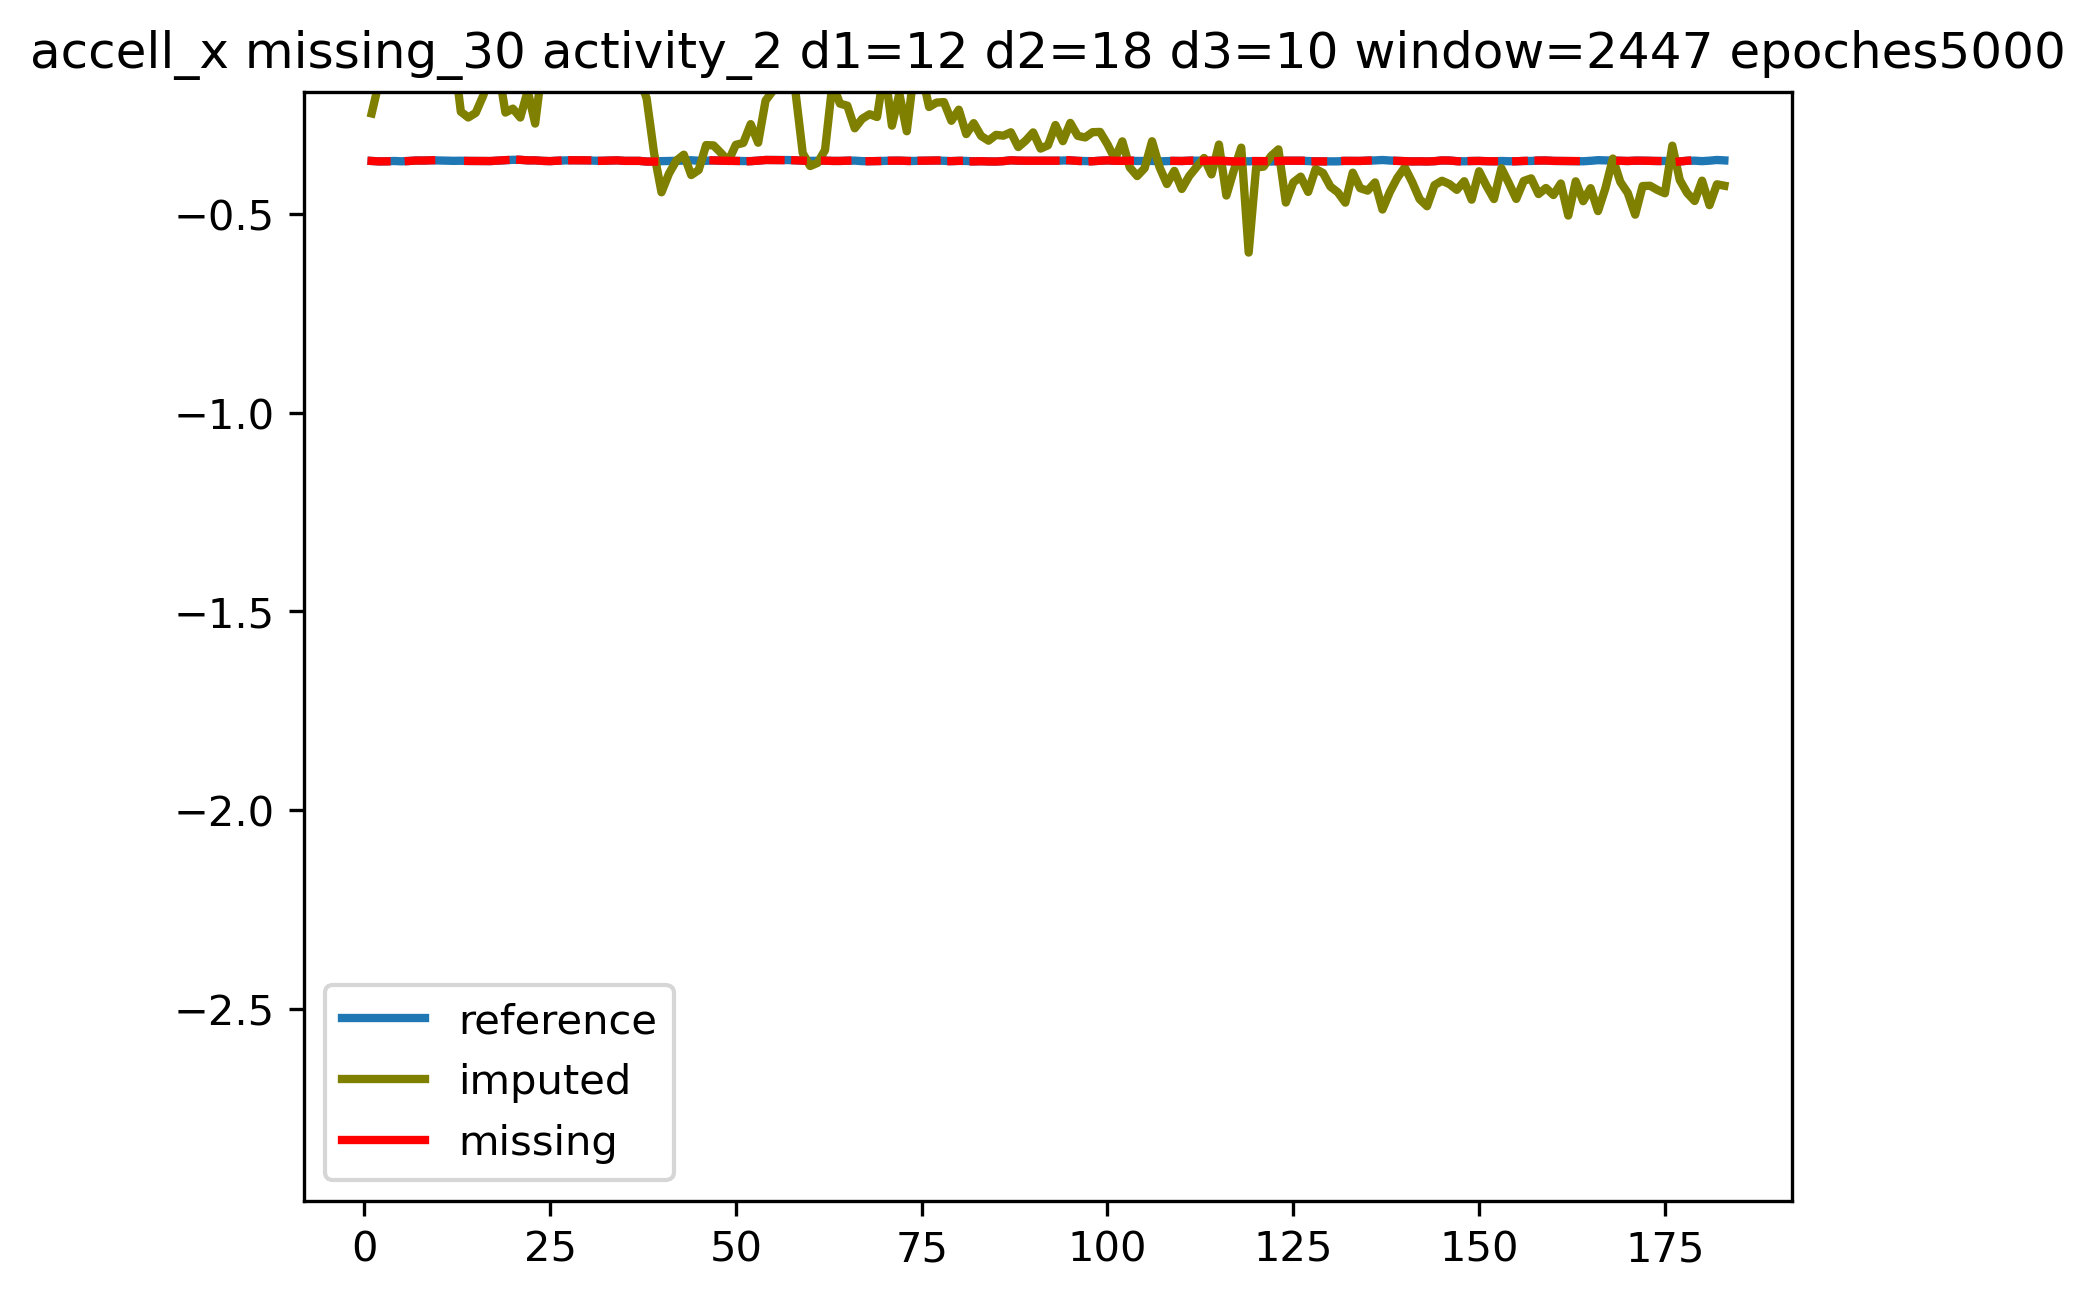 accell_x missing_30 activity_2 d1=12 d2=18 d3=10 window=2447 epoches5000
−0.5
−1.0
−1.5
−2.0
−2.5
reference
imputed
missing
0 25 50 75 100 125 150 175